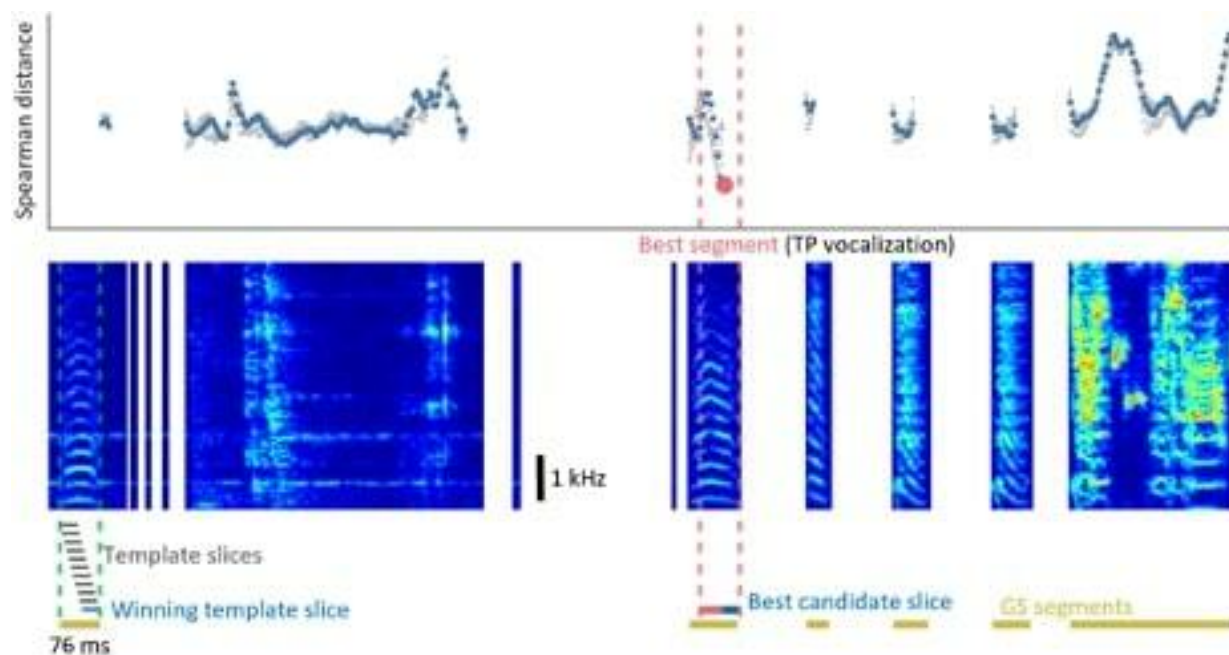 Spearman distance
Best segment (TP vocalization)
1 kHz
Template slices
Winning template slice
Best candidate slice
GS segments
76 ms